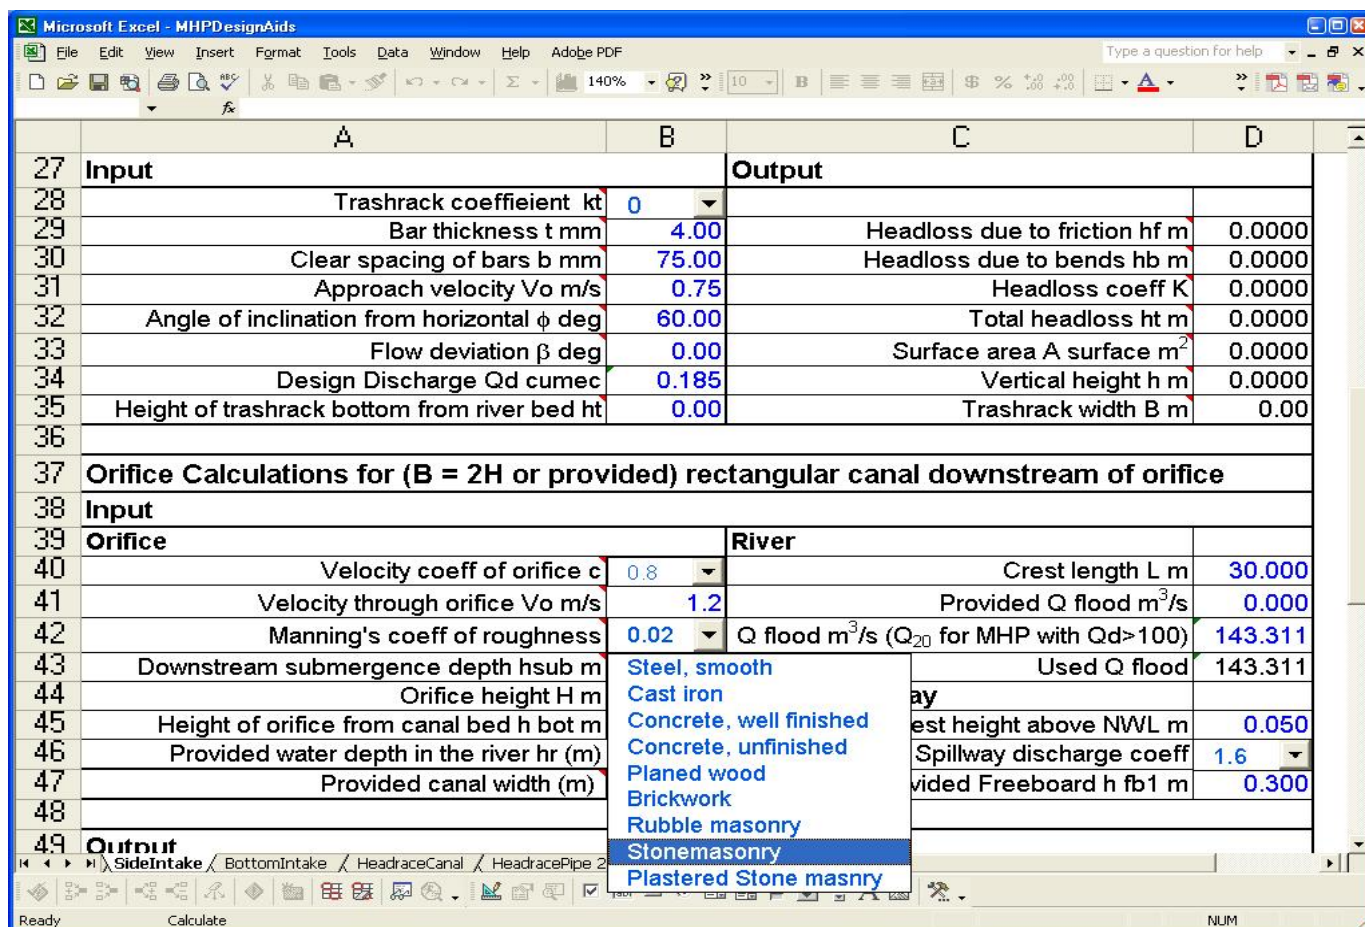 Microsoft Excel - MHPDesignAids
File Edit View Insert Format Tools Data Window Help Adobe PDF Type a question for help
140% 10 B $ % A
fx
A B C D
27 Input Output
28 Trashrack coeffieient kt 0
29 Bar thickness t mm 4.00 Headloss due to friction hf m 0.0000
30 Clear spacing of bars b mm 75.00 Headloss due to bends hb m 0.0000
31 Approach velocity Vo m/s 0.75 Headloss coeff K 0.0000
32 Angle of inclination from horizontal ϕ deg 60.00 Total headloss ht m 0.0000
33 Flow deviation β deg 0.00 Surface area A surface m² 0.0000
34 Design Discharge Qd cumec 0.185 Vertical height h m 0.0000
35 Height of trashrack bottom from river bed ht 0.00 Trashrack width B m 0.00
36
37 Orifice Calculations for (B = 2H or provided) rectangular canal downstream of orifice
38 Input
39 Orifice River
40 Velocity coeff of orifice c 0.8 Crest length L m 30.000
41 Velocity through orifice Vo m/s 1.2 Provided Q flood m³/s 0.000
42 Manning's coeff of roughness 0.02 Q flood m³/s (Q₂₀ for MHP with Qd>100) 143.311
43 Downstream submergence depth hsub m Steel, smooth Used Q flood 143.311
44 Orifice height H m Cast iron ay
45 Height of orifice from canal bed h bot m Concrete, well finished est height above NWL m 0.050
46 Provided water depth in the river hr (m) Concrete, unfinished Spillway discharge coeff 1.6
47 Provided canal width (m) Planed wood vided Freeboard h fb1 m 0.300
Brickwork
48 Rubble masonry
49 Output Stonemasonry
Plastered Stone masnry
SideIntake BottomIntake HeadraceCanal HeadracePipe 2
Ready Calculate NUM